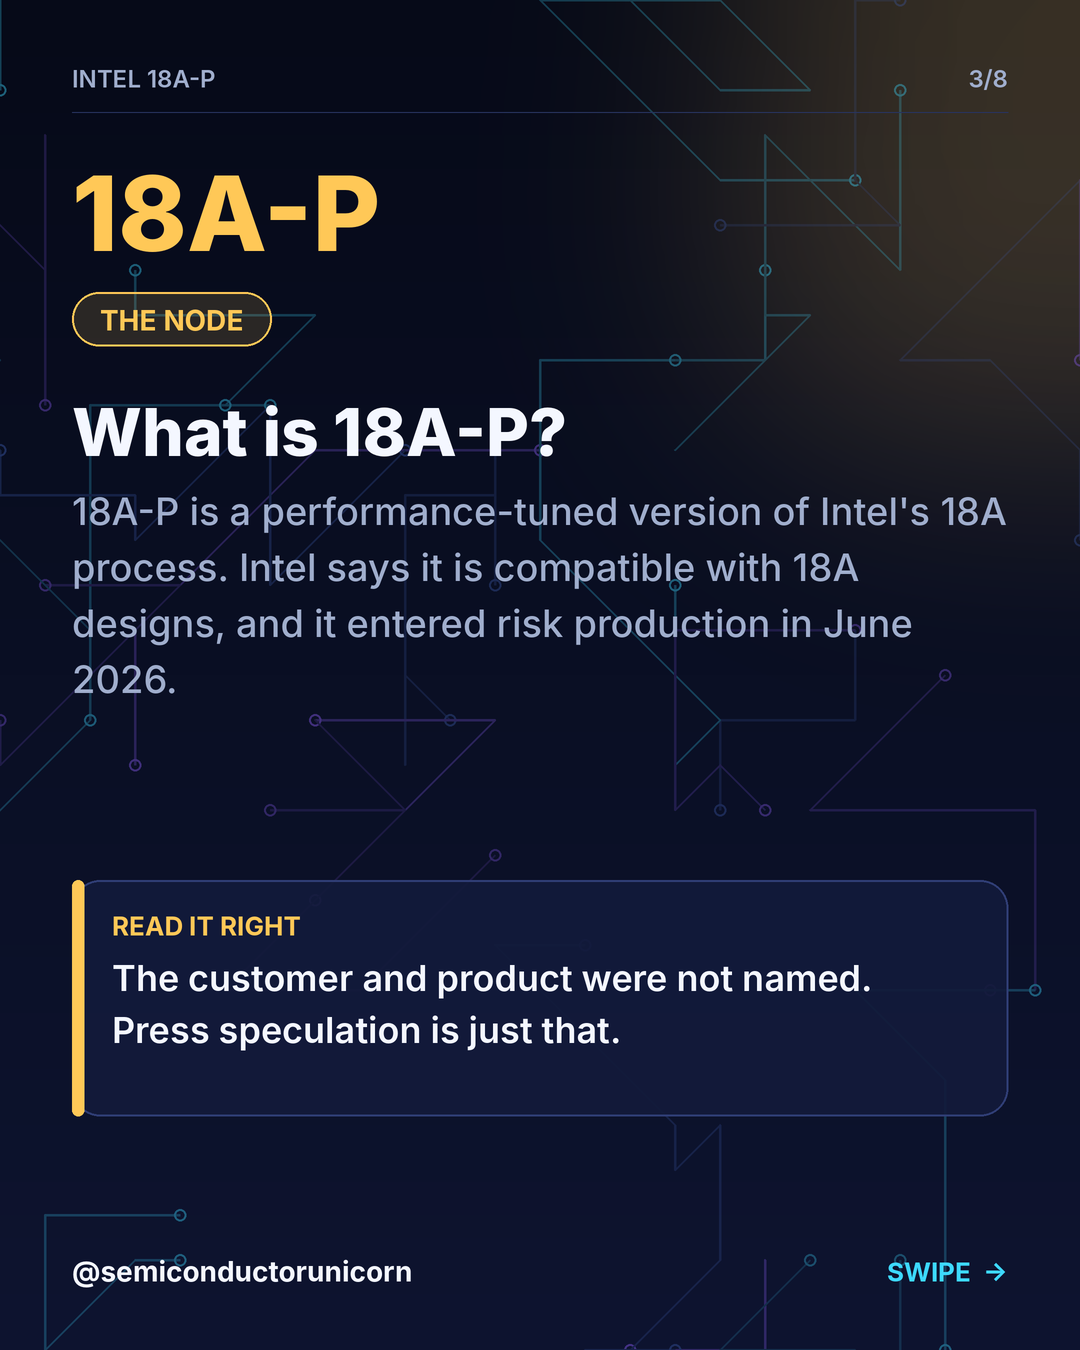 INTEL 18A-P
3/8
18A-P
THE NODE
What is 18A-P?
18A-P is a performance-tuned version of Intel's 18A
process. Intel says it is compatible with 18A
designs, and it entered risk production in June
2026.
READ IT RIGHT
The customer and product were not named.
Press speculation is just that.
@semiconductorunicorn
SWIPE →